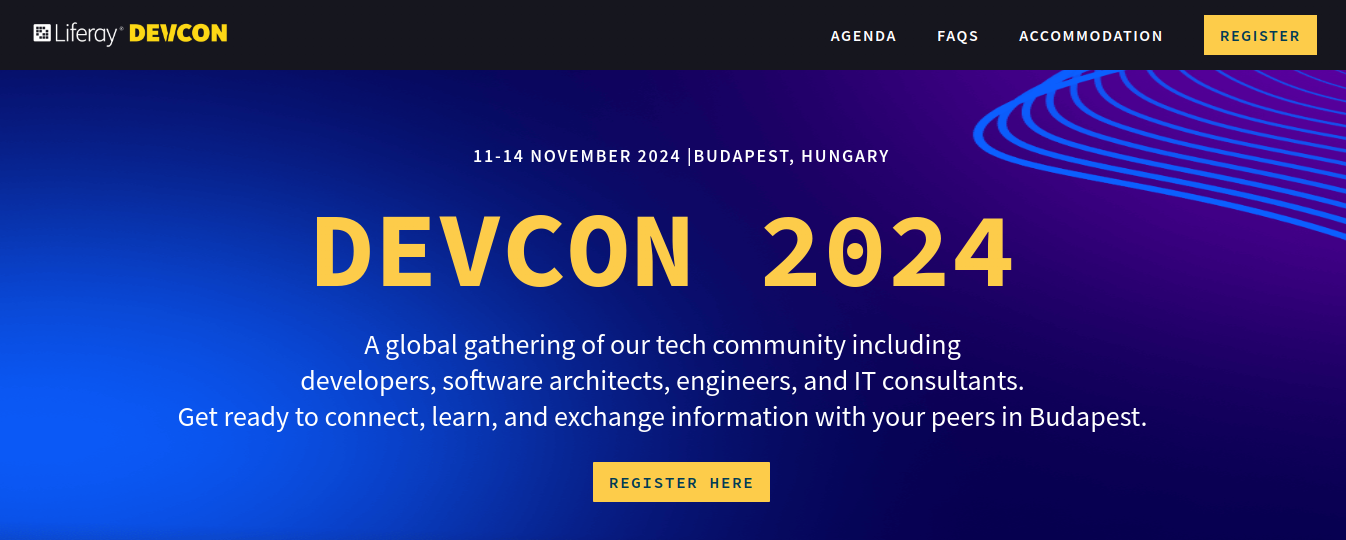 Liferay® DEVCON
AGENDA FAQS ACCOMMODATION REGISTER
11-14 NOVEMBER 2024 |BUDAPEST, HUNGARY
DEVCON 2024
A global gathering of our tech community including
developers, software architects, engineers, and IT consultants.
Get ready to connect, learn, and exchange information with your peers in Budapest.
REGISTER HERE